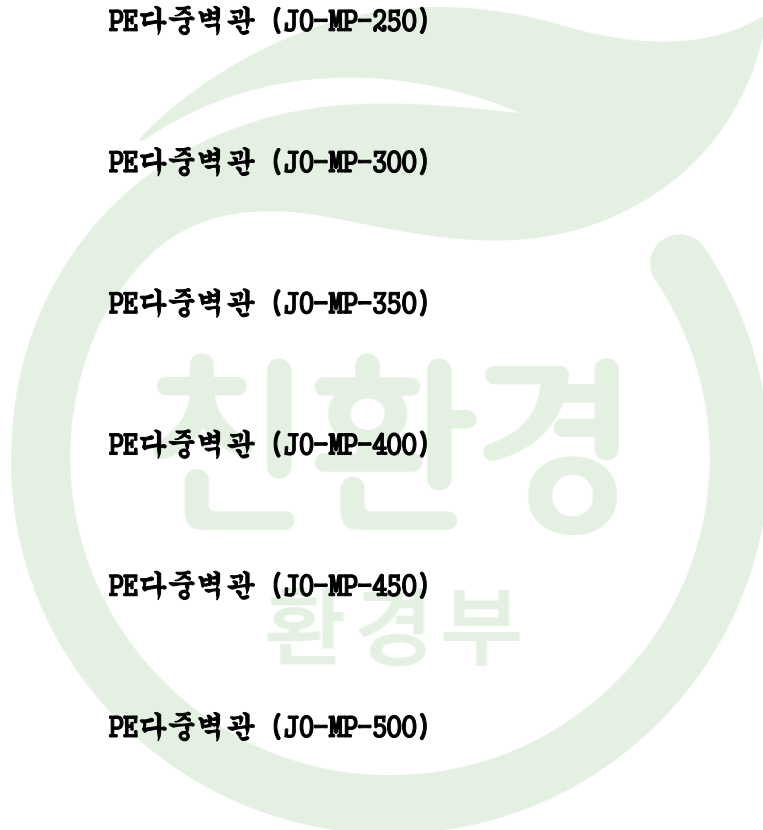 PE다중벽관 (JO-MP-250)
PE다중벽관 (JO-MP-300)
PE다중벽관 (JO-MP-350)
친환경
PE다중벽관 (JO-MP-400)
PE다중벽관 (JO-MP-450)
환경부
PE다중벽관 (JO-MP-500)